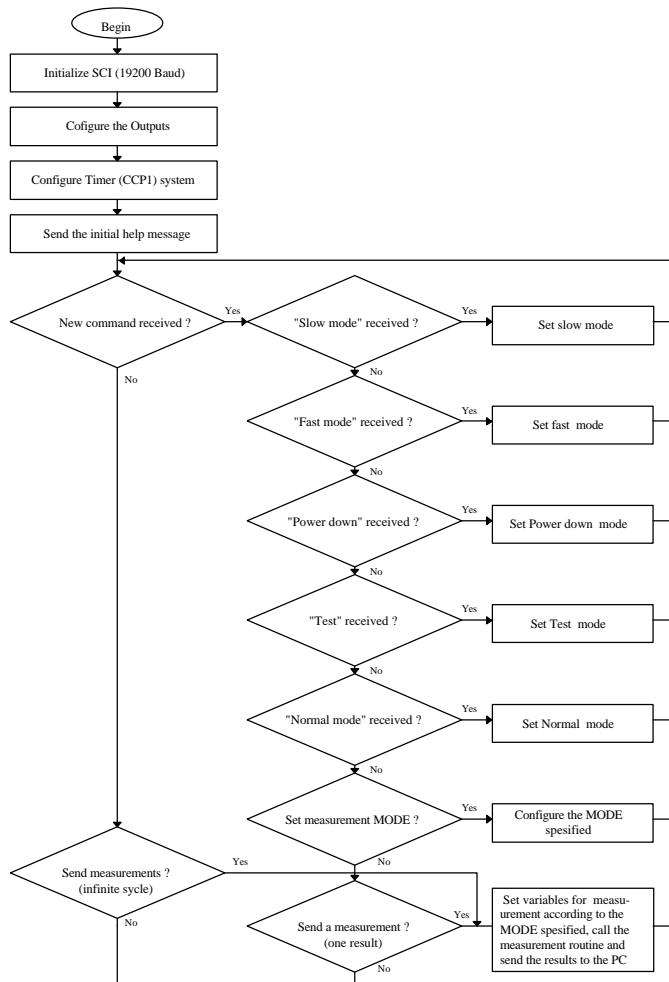 Begin
Initialize SCI (19200 Baud)
Cofigure the Outputs
Configure Timer (CCP1) system
Send the initial help message
New command received ?
Yes
No
"Slow mode" received ?
Yes
No
Set slow mode
"Fast mode" received ?
Yes
No
Set fast mode
"Power down" received ?
Yes
No
Set Power down mode
"Test" received ?
Yes
No
Set Test mode
"Normal mode" received ?
Yes
No
Set Normal mode
Set measurement MODE ?
Yes
No
Configure the MODE
spesified
Send measurements ?
(infinite sycle)
Yes
No
Send a measurement ?
(one result)
Yes
No
Set variables for measu-
urement according to the
MODE spesified, call the
measurement routine and
send the results to the PC